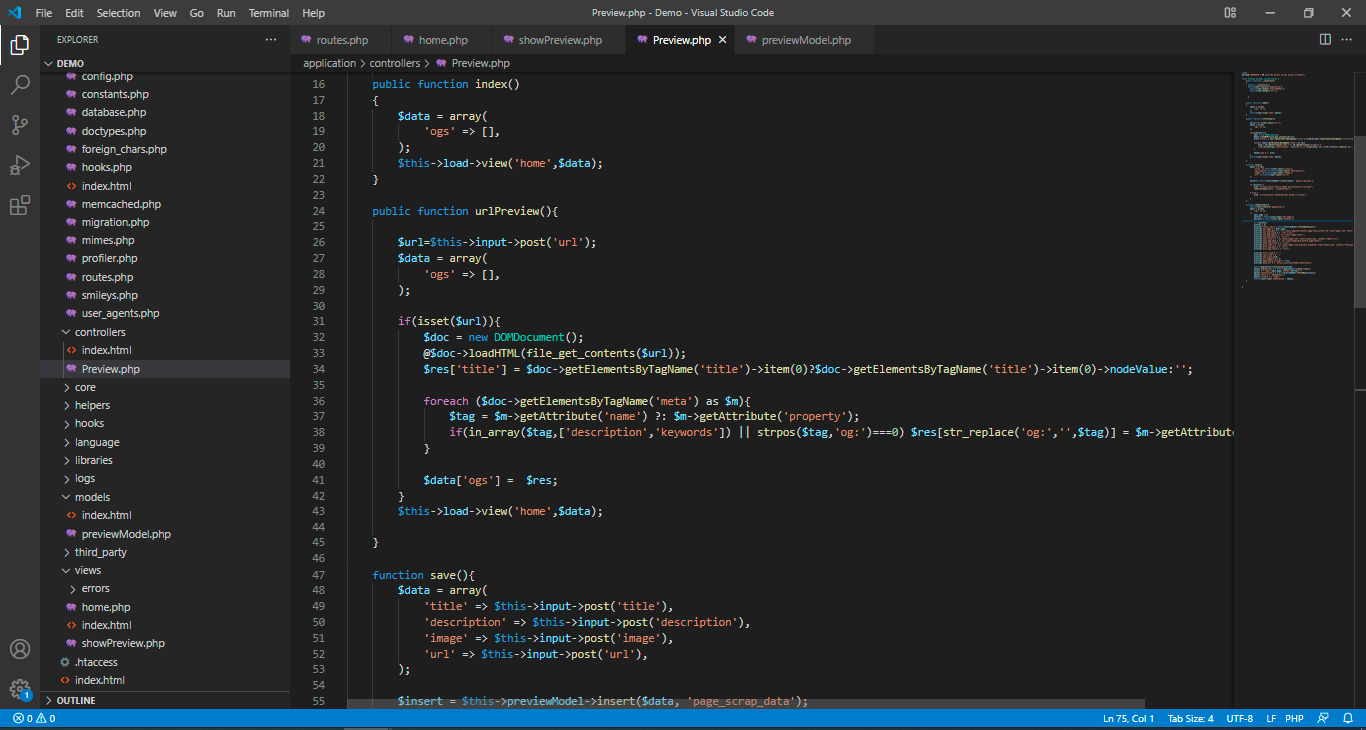 File Edit Selection View Go Run Terminal Help
Preview.php - Demo - Visual Studio Code
EXPLORER
DEMO
config.php
constants.php
database.php
doctypes.php
foreign_chars.php
hooks.php
index.html
memcached.php
migration.php
mimes.php
profiler.php
routes.php
smileys.php
user_agents.php
controllers
index.html
Preview.php
core
helpers
hooks
language
libraries
logs
models
index.html
previewModel.php
third_party
views
errors
home.php
index.html
showPreview.php
.htaccess
index.html
OUTLINE
1
routes.php home.php showPreview.php Preview.php previewModel.php
application > controllers > Preview.php
16 public function index()
17 {
18 $data = array(
19 'ogs' => [],
20 );
21 $this->load->view('home',$data);
22 }
23
24 public function urlPreview(){
25
26 $url=$this->input->post('url');
27 $data = array(
28 'ogs' => [],
29 );
30
31 if(isset($url)){
32 $doc = new DOMDocument();
33 @$doc->loadHTML(file_get_contents($url));
34 $res['title'] = $doc->getElementsByTagName('title')->item(0)?$doc->getElementsByTagName('title')->item(0)->nodeValue:'';
35
36 foreach ($doc->getElementsByTagName('meta') as $m){
37 $tag = $m->getAttribute('name') ?: $m->getAttribute('property');
38 if(in_array($tag,['description','keywords']) || strpos($tag,'og:')===0) $res[str_replace('og:','',$tag)] = $m->getAttribut
39 }
40
41 $data['ogs'] =  $res;
42 }
43 $this->load->view('home',$data);
44
45 }
46
47 function save(){
48 $data = array(
49 'title' => $this->input->post('title'),
50 'description' => $this->input->post('description'),
51 'image' => $this->input->post('image'),
52 'url' => $this->input->post('url'),
53 );
54
55 $insert = $this->previewModel->insert($data, 'page_scrap_data');
0 0
Ln 75, Col 1 Tab Size: 4 UTF-8 LF PHP